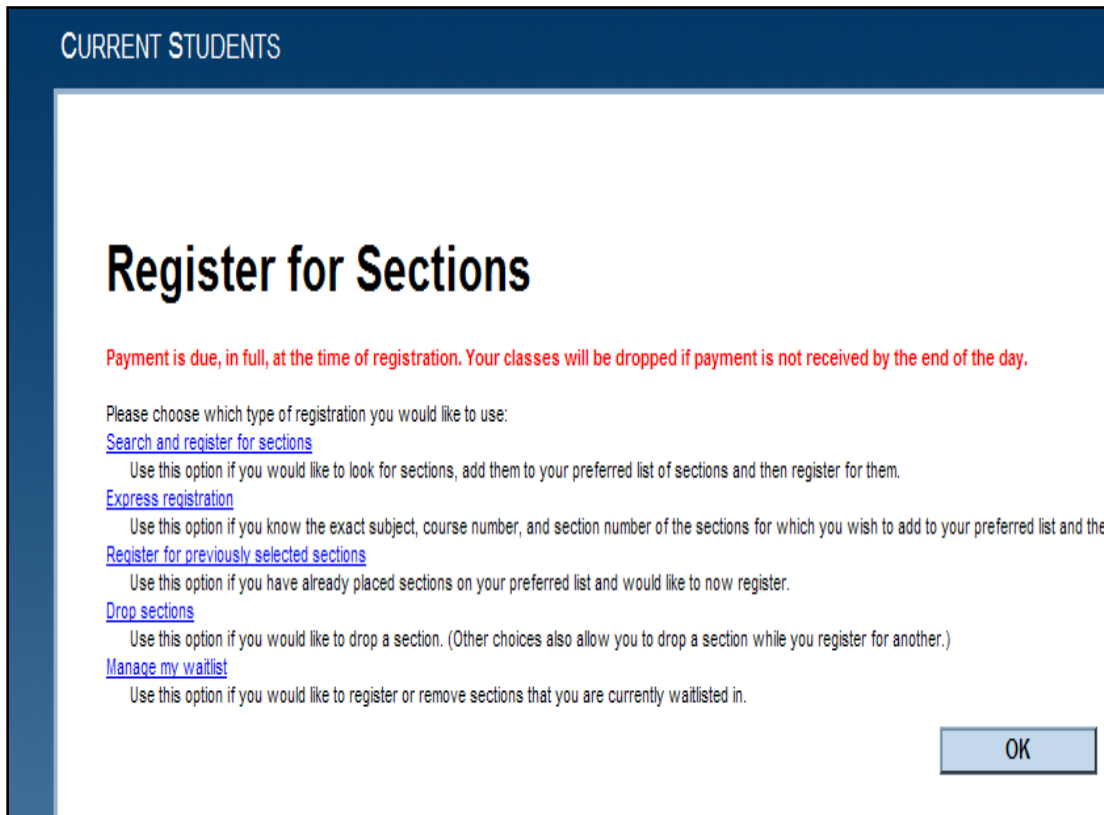 CURRENT STUDENTS
Register for Sections
Payment is due, in full, at the time of registration. Your classes will be dropped if payment is not received by the end of the day.
Please choose which type of registration you would like to use:
Search and register for sections
Use this option if you would like to look for sections, add them to your preferred list of sections and then register for them.
Express registration
Use this option if you know the exact subject, course number, and section number of the sections for which you wish to add to your preferred list and the
Register for previously selected sections
Use this option if you have already placed sections on your preferred list and would like to now register.
Drop sections
Use this option if you would like to drop a section. (Other choices also allow you to drop a section while you register for another.)
Manage my waitlist
Use this option if you would like to register or remove sections that you are currently waitlisted in.
OK